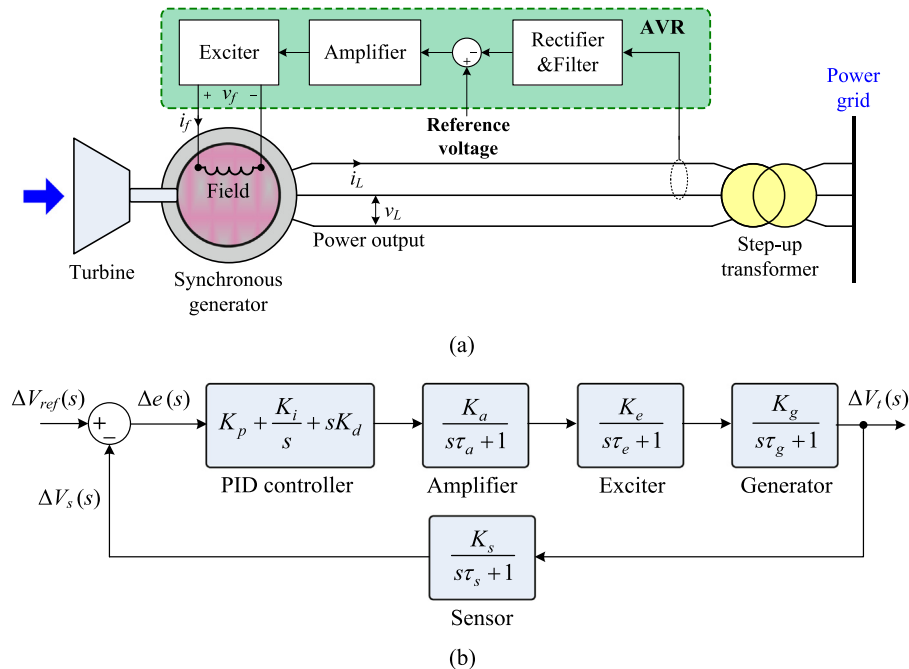 AVR
Exciter
Amplifier
Rectifier
&Filter
Power
grid
+ v_f −
− +
i_f
Reference
voltage
Field
i_L
v_L
Power output
Turbine
Synchronous
generator
Step-up
transformer
(a)
ΔV_ref(s)
+ −
Δe(s)
K_p + K_i/s + sK_d
K_a/(sτ_a + 1)
K_e/(sτ_e + 1)
K_g/(sτ_g + 1)
ΔV_t(s)
PID controller
Amplifier
Exciter
Generator
ΔV_s(s)
K_s/(sτ_s + 1)
Sensor
(b)